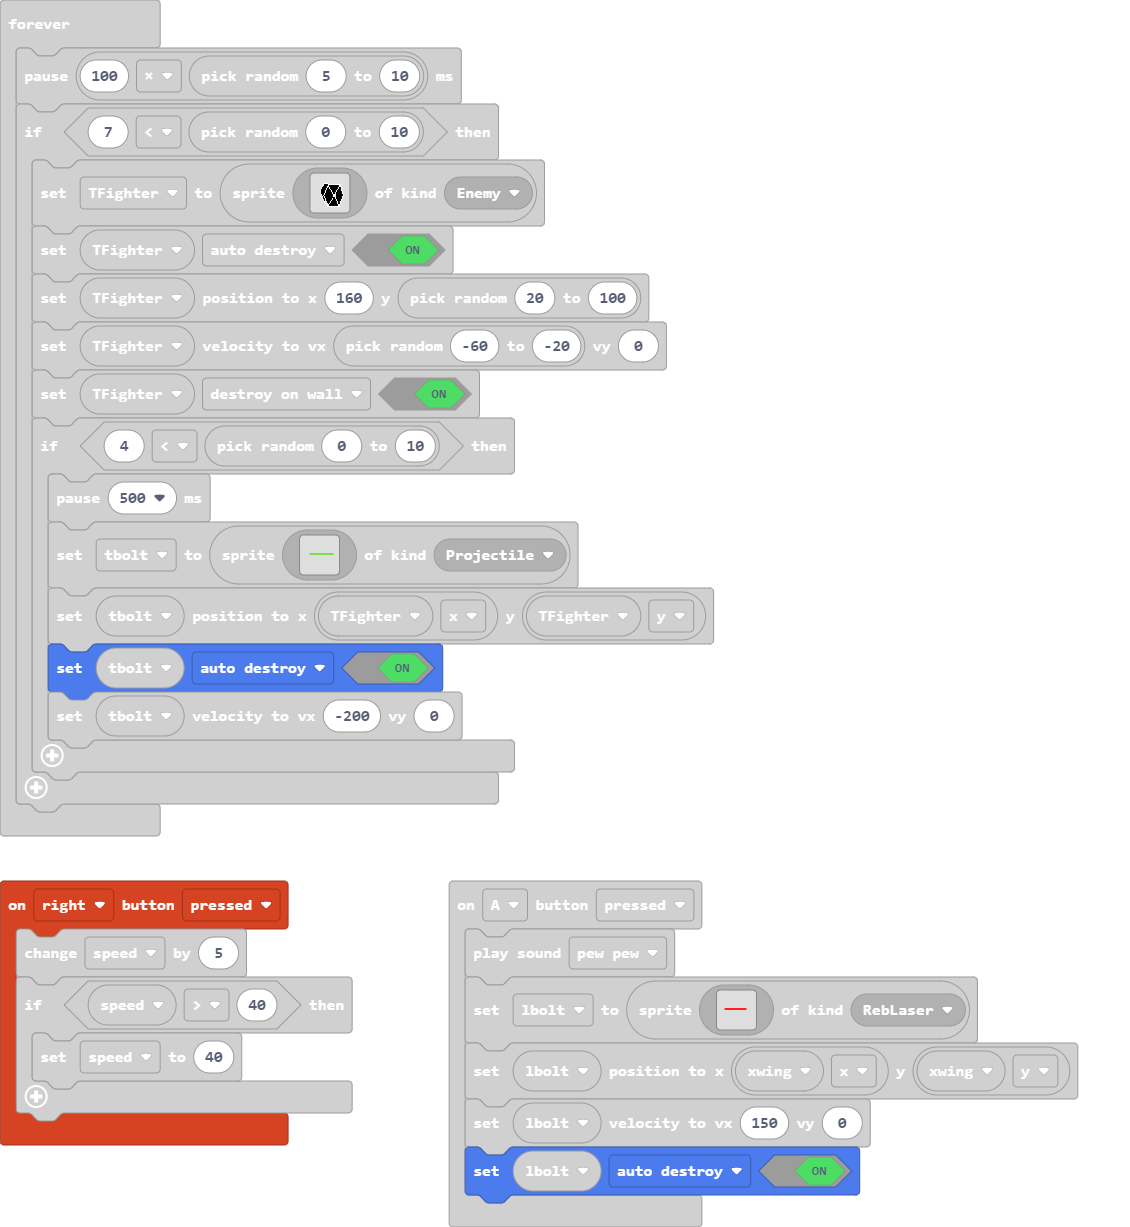 forever
pause 100 × pick random 5 to 10 ms
if 7 < pick random 0 to 10 then
set TFighter to sprite of kind Enemy
set TFighter auto destroy ON
set TFighter position to x 160 y pick random 20 to 100
set TFighter velocity to vx pick random -60 to -20 vy 0
set TFighter destroy on wall ON
if 4 < pick random 0 to 10 then
pause 500 ms
set tbolt to sprite of kind Projectile
set tbolt position to x TFighter x y TFighter y
set tbolt auto destroy ON
set tbolt velocity to vx -200 vy 0
on right button pressed
change speed by 5
if speed > 40 then
set speed to 40
on A button pressed
play sound pew pew
set lbolt to sprite of kind RebLaser
set lbolt position to x xwing x y xwing y
set lbolt velocity to vx 150 vy 0
set lbolt auto destroy ON